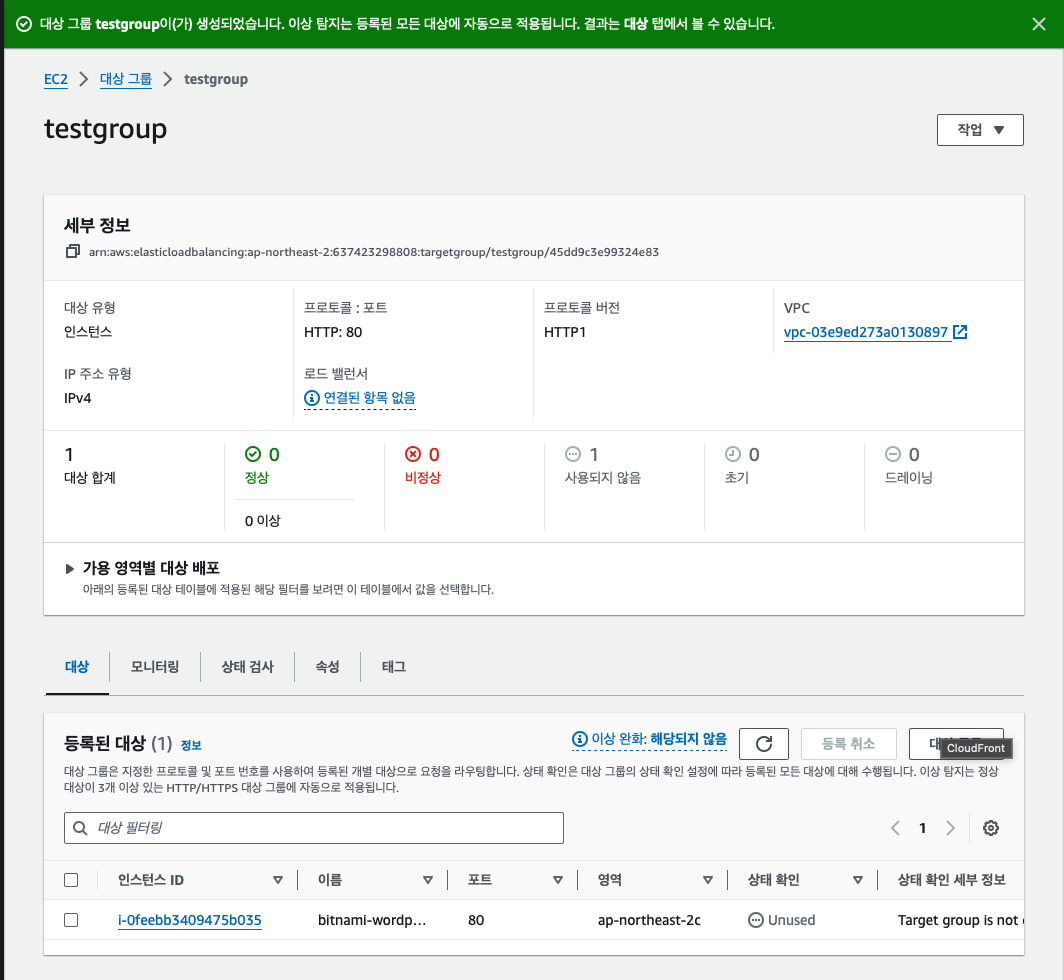 대상 그룹 testgroup이(가) 생성되었습니다. 이상 탐지는 등록된 모든 대상에 자동으로 적용됩니다. 결과는 대상 탭에서 볼 수 있습니다.
EC2 > 대상 그룹 > testgroup
testgroup
작업
세부 정보
arn:aws:elasticloadbalancing:ap-northeast-2:637423298808:targetgroup/testgroup/45dd9c3e99324e83
대상 유형 프로토콜 : 포트 프로토콜 버전 VPC
인스턴스 HTTP: 80 HTTP1 vpc-03e9ed273a0130897
IP 주소 유형 로드 밸런서
IPv4 연결된 항목 없음
1 0 0 1 0 0
대상 합계 정상 비정상 사용되지 않음 초기 드레이닝
0 이상
가용 영역별 대상 배포
아래의 등록된 대상 테이블에 적용된 해당 필터를 보려면 이 테이블에서 값을 선택합니다.
대상 모니터링 상태 검사 속성 태그
등록된 대상 (1) 정보 이상 완화: 해당되지 않음 등록 취소 CloudFront
대상 그룹은 지정한 프로토콜 및 포트 번호를 사용하여 등록된 개별 대상으로 요청을 라우팅합니다. 상태 확인은 대상 그룹의 상태 확인 설정에 따라 등록된 모든 대상에 대해 수행됩니다. 이상 탐지는 정상
대상이 3개 이상 있는 HTTP/HTTPS 대상 그룹에 자동으로 적용됩니다.
대상 필터링 1
인스턴스 ID 이름 포트 영역 상태 확인 상태 확인 세부 정보
i-0feebb3409475b035 bitnami-wordp... 80 ap-northeast-2c Unused Target group is not